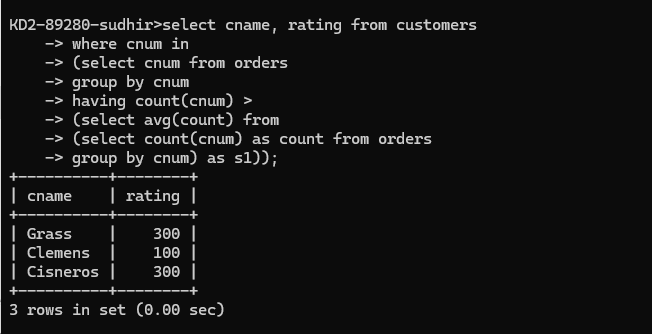 KD2-89280-sudhir>select cname, rating from customers
    -> where cnum in
    -> (select cnum from orders
    -> group by cnum
    -> having count(cnum) >
    -> (select avg(count) from
    -> (select count(cnum) as count from orders
    -> group by cnum) as s1));
+----------+--------+
| cname    | rating |
+----------+--------+
| Grass    |    300 |
| Clemens  |    100 |
| Cisneros |    300 |
+----------+--------+
3 rows in set (0.00 sec)